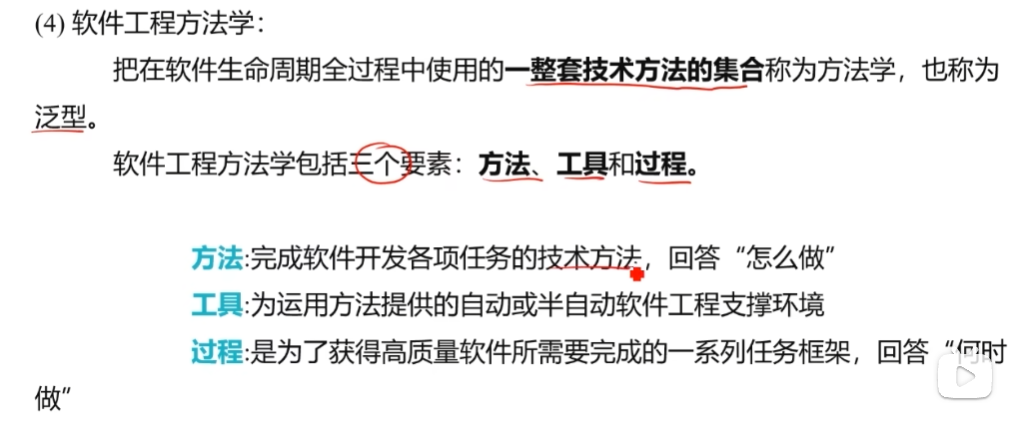 (4) 软件工程方法学：
把在软件生命周期全过程中使用的一整套技术方法的集合称为方法学，也称为
泛型。
软件工程方法学包括三个要素：方法、工具和过程。
方法:完成软件开发各项任务的技术方法，回答“怎么做”
工具:为运用方法提供的自动或半自动软件工程支撑环境
过程:是为了获得高质量软件所需要完成的一系列任务框架，回答“何时
做”